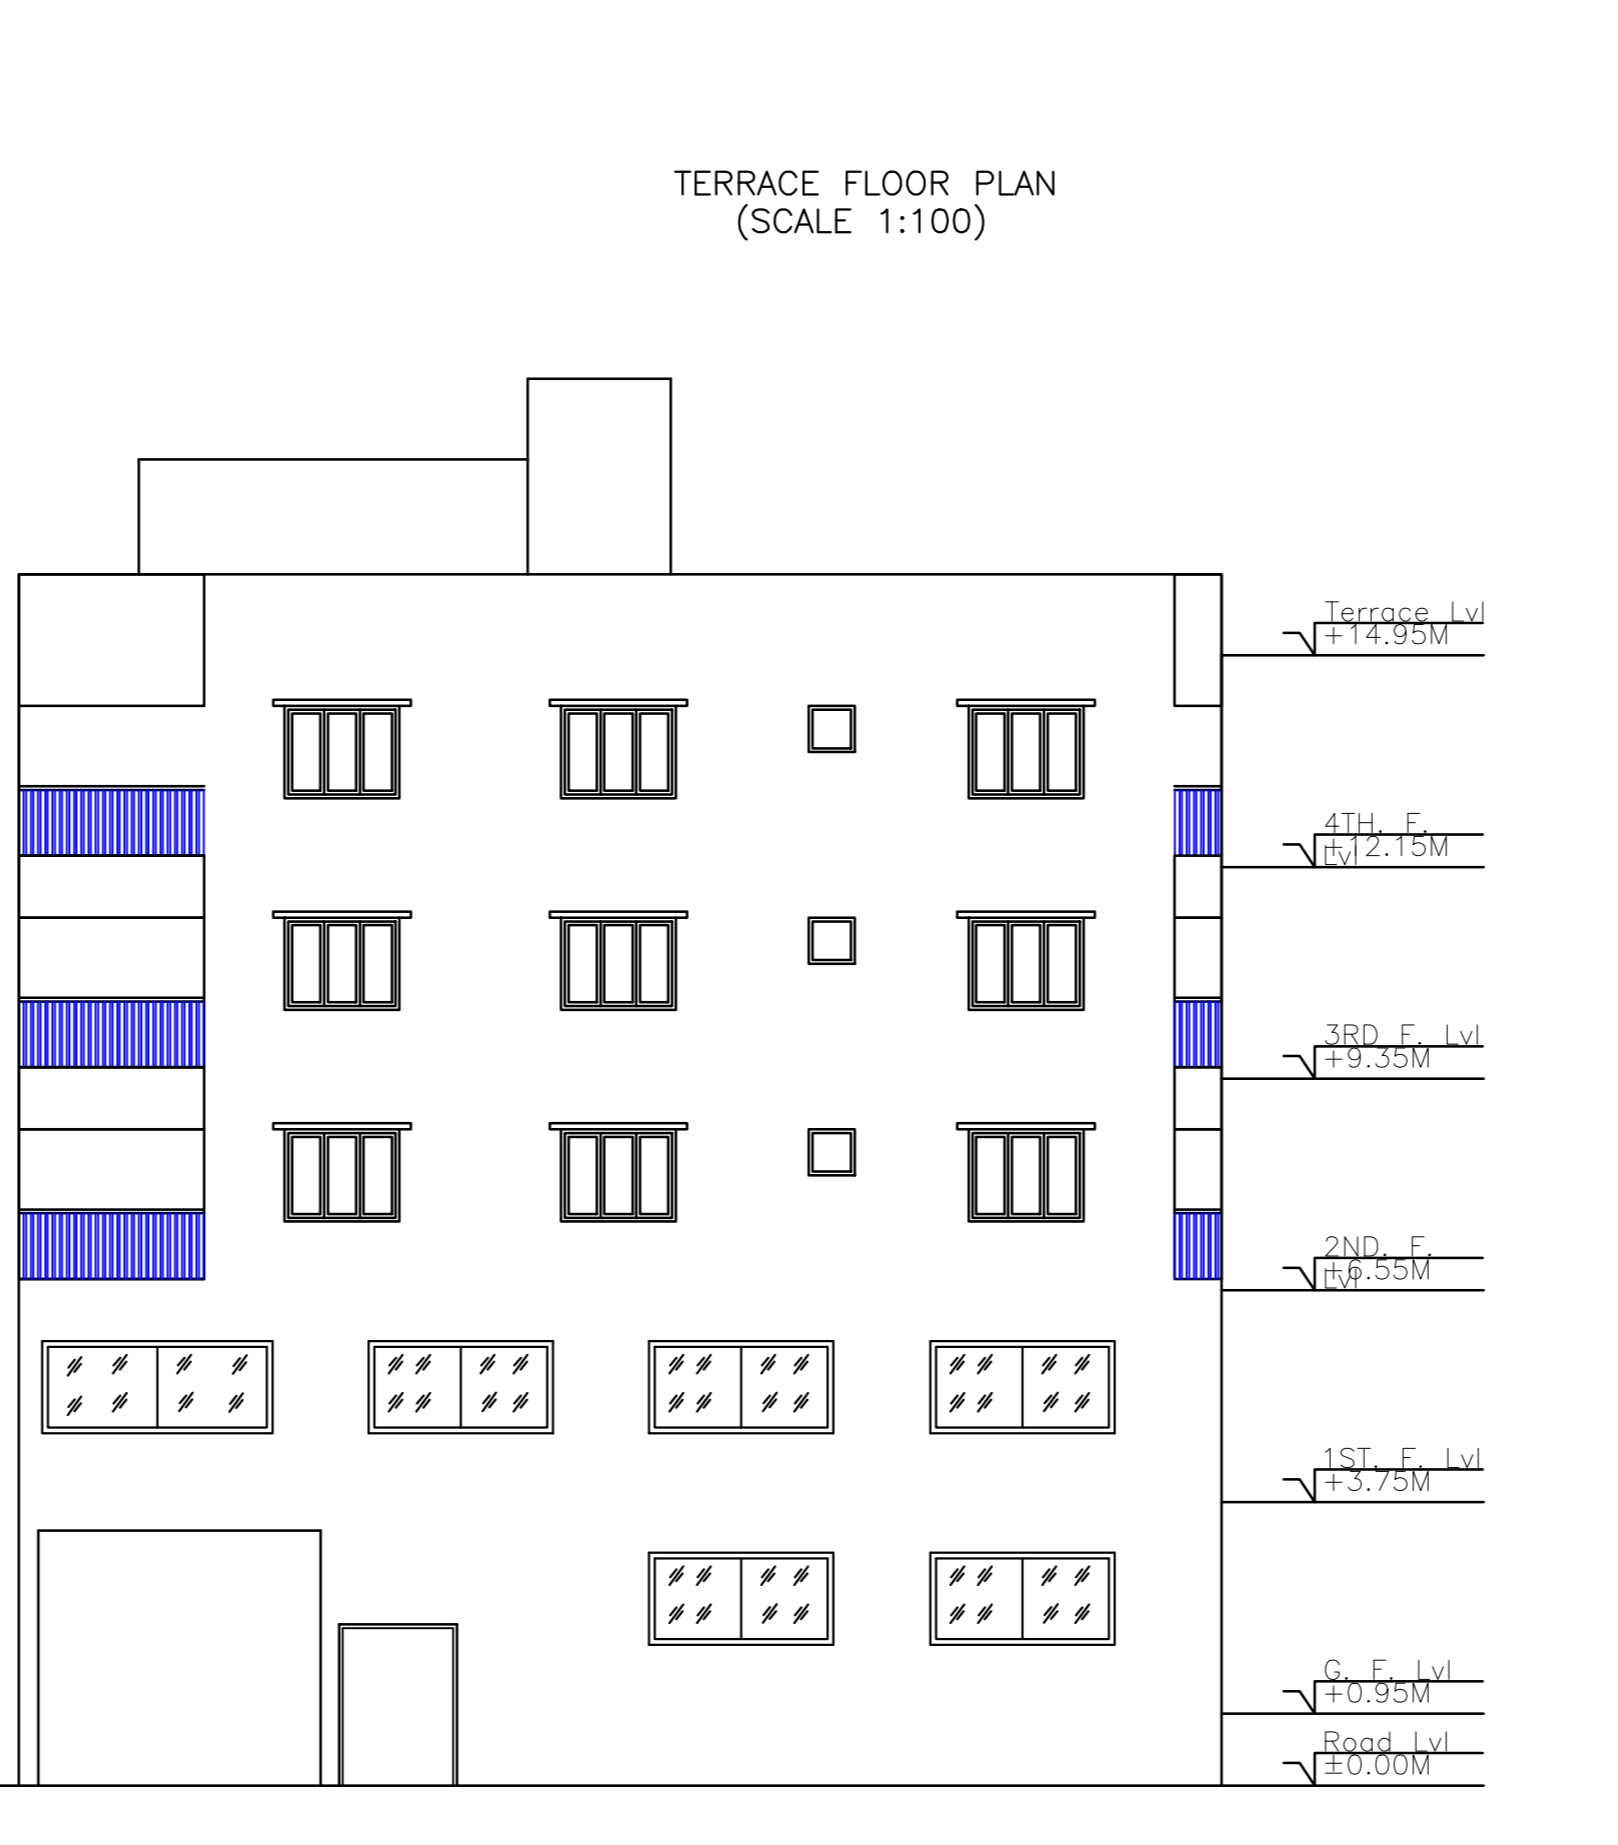 TERRACE FLOOR PLAN
(SCALE 1:100)
Terrace Lvl
+14.95M
4TH. F.
Lvl
+12.15M
3RD F. Lvl
+9.35M
2ND. F.
Lvl
+6.55M
1ST. F. Lvl
+3.75M
G. F. Lvl
+0.95M
Road Lvl
±0.00M